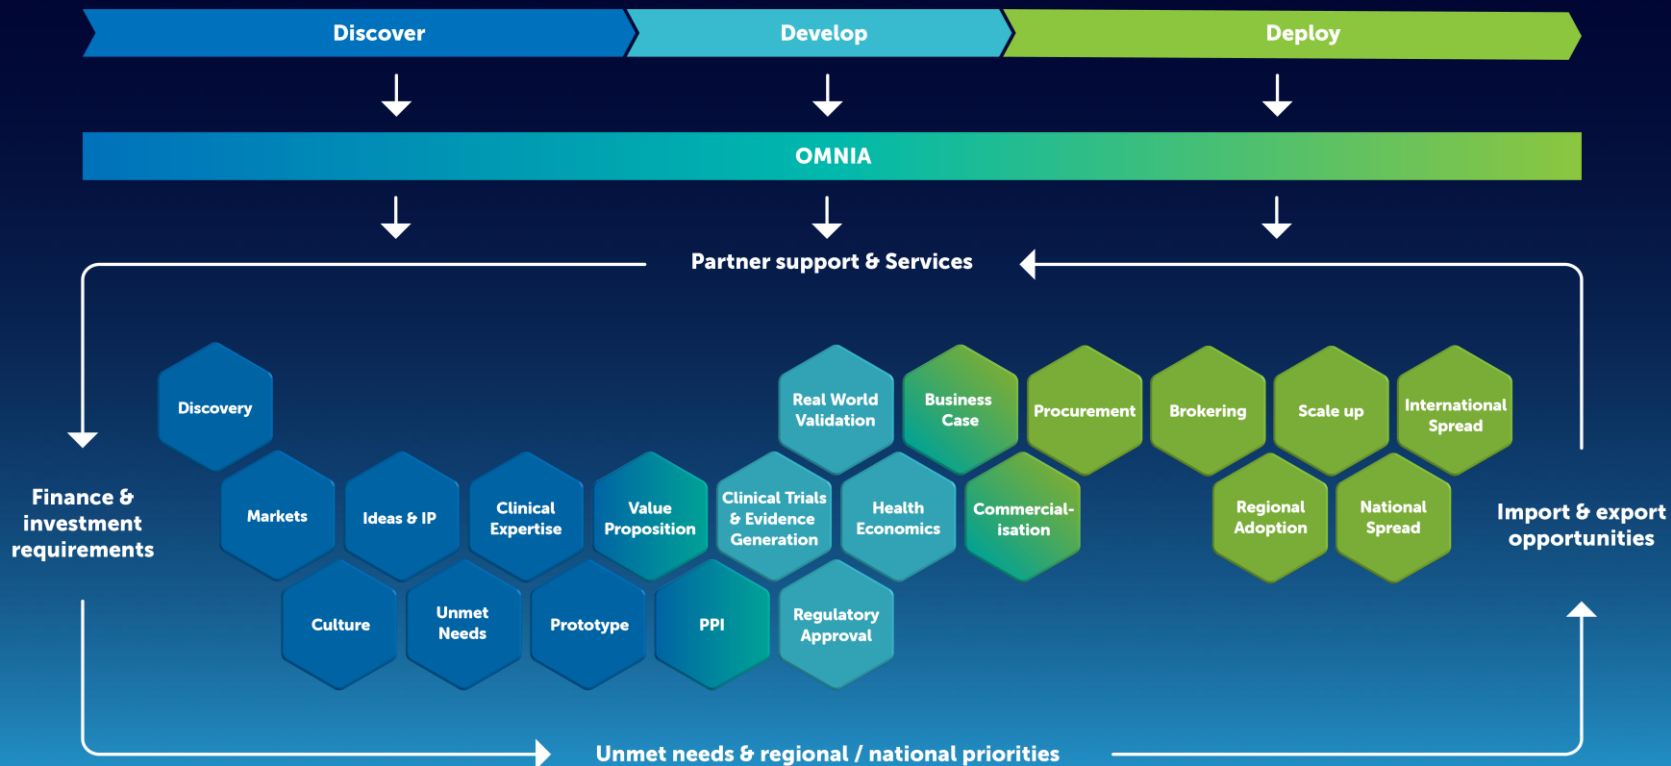 Discover
Develop
Deploy
OMNIA
Partner support & Services
Discovery
Real World
Validation
Business
Case
Procurement
Brokering
Scale up
International
Spread
Finance &
investment
requirements
Markets
Ideas & IP
Clinical
Expertise
Value
Proposition
Clinical Trials
& Evidence
Generation
Health
Economics
Commercial-
isation
Regional
Adoption
National
Spread
Import & export
opportunities
Culture
Unmet
Needs
Prototype
PPI
Regulatory
Approval
Unmet needs & regional / national priorities